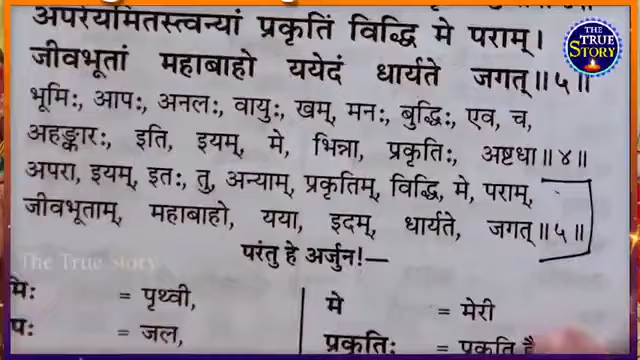 अपरेयमितस्त्वन्यां प्रकृतिं विद्धि मे पराम्।
जीवभूतां महाबाहो ययेदं धार्यते जगत्॥५॥
भूमिः, आपः, अनलः, वायुः, खम्, मनः, बुद्धिः, एव, च,
अहङ्कारः, इति, इयम्, मे, भिन्ना, प्रकृतिः, अष्टधा॥४॥
अपरा, इयम्, इतः, तु, अन्याम्, प्रकृतिम्, विद्धि, मे, पराम्,
जीवभूताम्, महाबाहो, यया, इदम्, धार्यते, जगत्॥५॥
परंतु हे अर्जुन!—
मिः = पृथ्वी,
पः = जल,
मे = मेरी
प्रकृतिः = प्रकृति है
THE TRUE STORY
The True Story